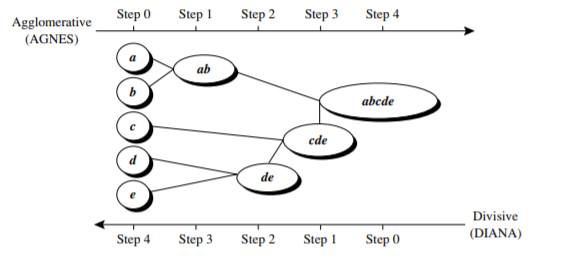 Agglomerative
(AGNES)
Step 0 Step 1 Step 2 Step 3 Step 4
a
ab
b
abcde
c
cde
d
de
e
Divisive
(DIANA)
Step 4 Step 3 Step 2 Step 1 Step 0